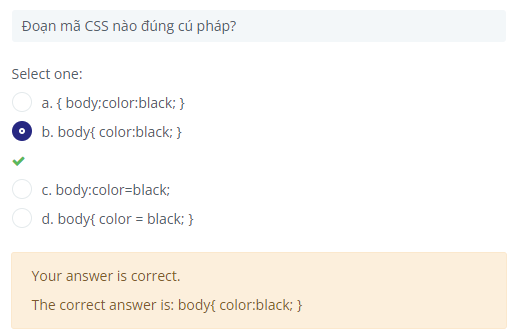 Đoạn mã CSS nào đúng cú pháp?
Select one:
a. { body;color:black; }
b. body{ color:black; }
c. body:color=black;
d. body{ color = black; }
Your answer is correct.
The correct answer is: body{ color:black; }